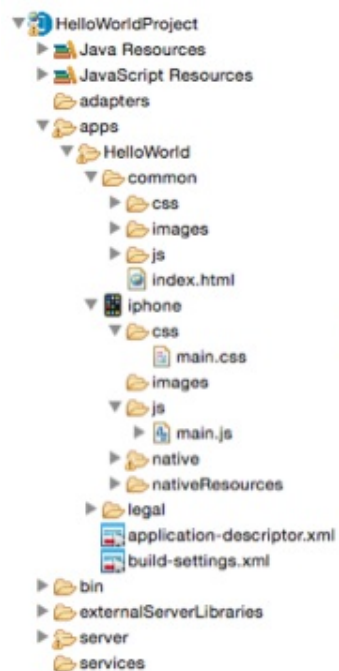 HelloWorldProject
Java Resources
JavaScript Resources
adapters
apps
HelloWorld
common
css
images
js
index.html
iphone
css
main.css
images
js
main.js
native
nativeResources
legal
application-descriptor.xml
build-settings.xml
bin
externalServerLibraries
server
services